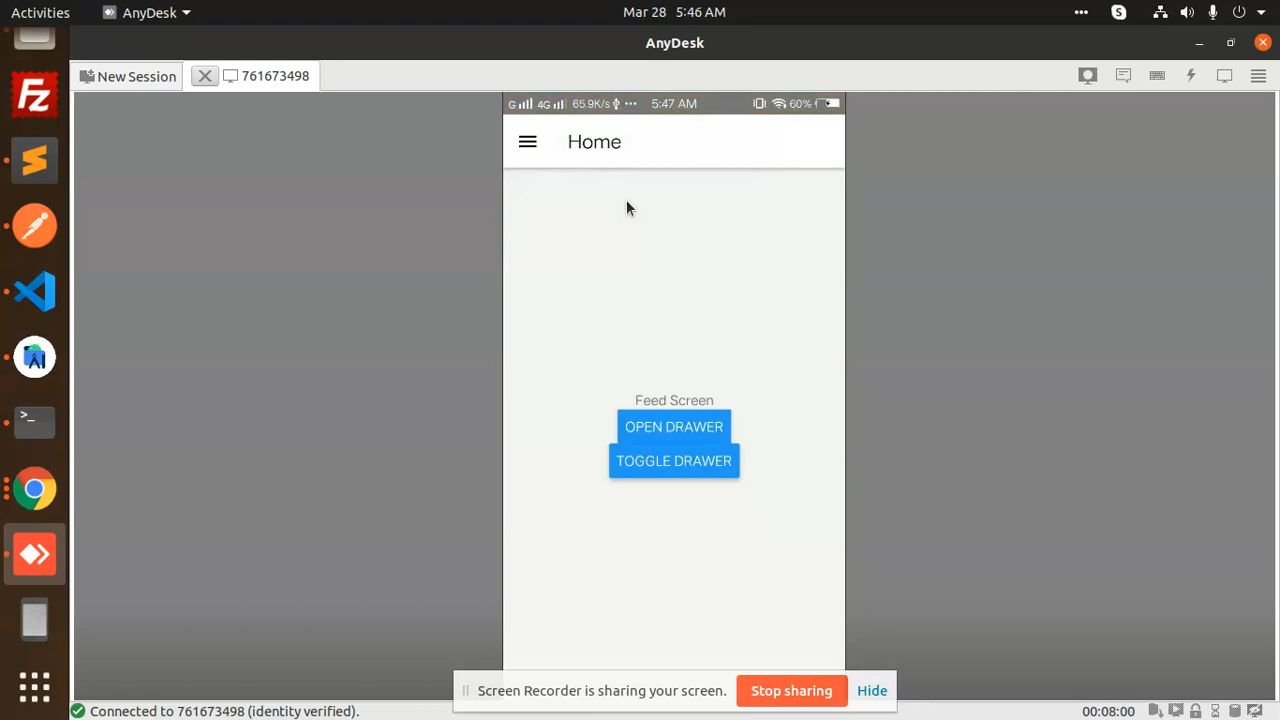 Activities AnyDesk Mar 28 5:46 AM
AnyDesk
New Session 761673498
G 4G 65.9K/s 5:47 AM 60%
Home
Feed Screen
OPEN DRAWER
TOGGLE DRAWER
Screen Recorder is sharing your screen. Stop sharing Hide
Connected to 761673498 (identity verified). 00:08:00